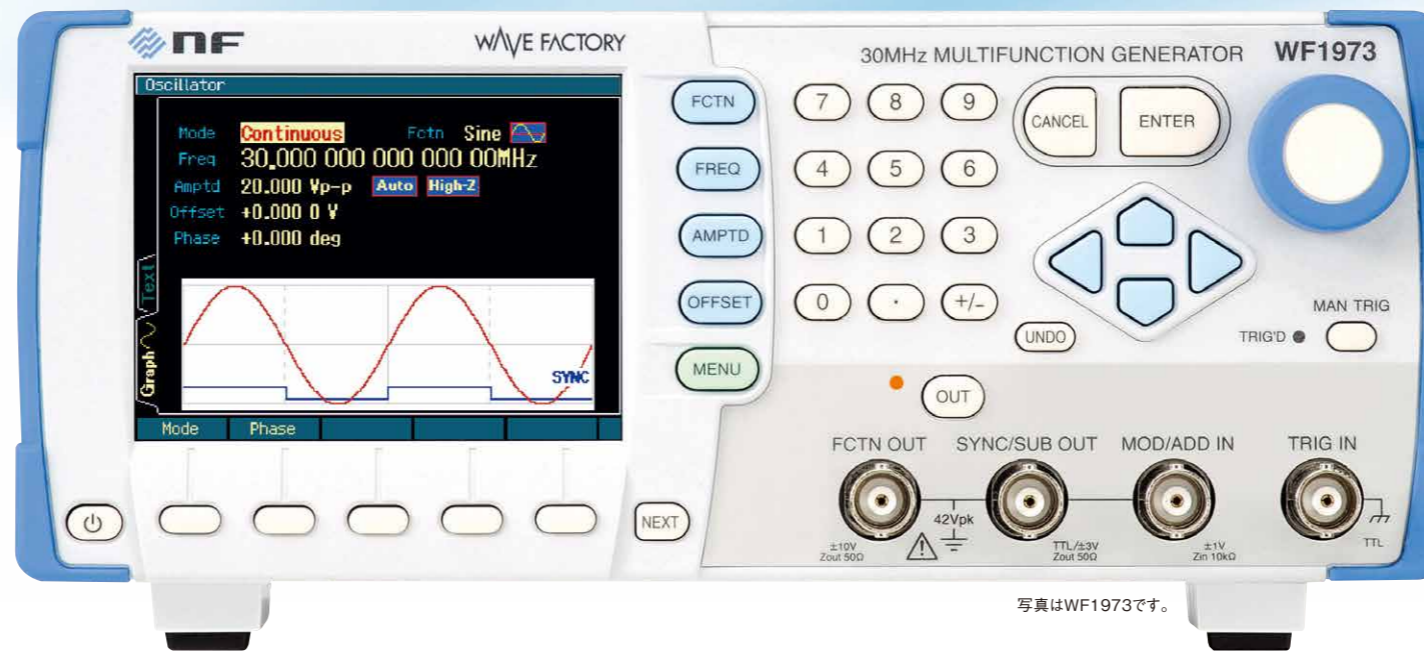 NF
WAVE FACTORY
30MHz MULTIFUNCTION GENERATOR WF1973
Oscillator
Mode Continuous Fctn Sine
Freq 30.000 000 000 000 00MHz
Amptd 20.000 Vp-p Auto High-Z
Offset +0.000 0 V
Phase +0.000 deg
Text
Graph
SYNC
Mode Phase
NEXT
FCTN
FREQ
AMPTD
OFFSET
MENU
7 8 9
4 5 6
1 2 3
0 . +/-
CANCEL ENTER
UNDO
MAN TRIG
TRIG'D
OUT
FCTN OUT SYNC/SUB OUT MOD/ADD IN TRIG IN
42Vpk
±10V
Zout 50Ω
TTL/±3V
Zout 50Ω
±1V
Zin 10kΩ
TTL
写真はWF1973です。